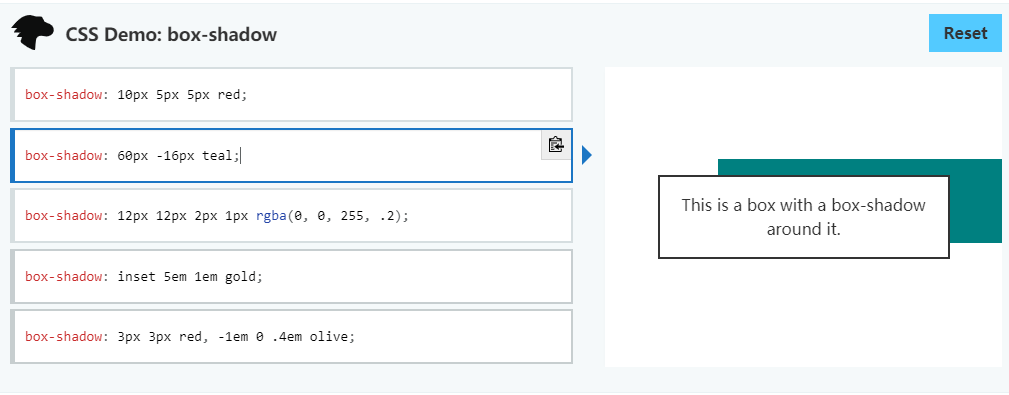 CSS Demo: box-shadow
Reset
box-shadow: 10px 5px 5px red;
box-shadow: 60px -16px teal;
box-shadow: 12px 12px 2px 1px rgba(0, 0, 255, .2);
box-shadow: inset 5em 1em gold;
box-shadow: 3px 3px red, -1em 0 .4em olive;
This is a box with a box-shadow
around it.